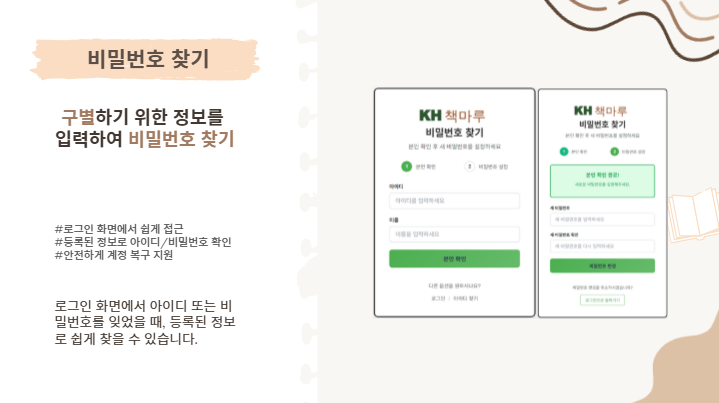 비밀번호 찾기
구별하기 위한 정보를
입력하여 비밀번호 찾기
#로그인 화면에서 쉽게 접근
#등록된 정보로 아이디/비밀번호 확인
#안전하게 계정 복구 지원
로그인 화면에서 아이디 또는 비
밀번호를 잊었을 때, 등록된 정보
로 쉽게 찾을 수 있습니다.
KH 책마루
비밀번호 찾기
본인 확인 후 새 비밀번호를 설정하세요
1 본인 확인 2 비밀번호 설정
아이디
아이디를 입력하세요
이름
이름을 입력하세요
본인 확인
다른 옵션을 원하시나요?
로그인 | 아이디 찾기
KH 책마루
비밀번호 찾기
본인 확인 후 새 비밀번호를 설정하세요
1 본인 확인 2 비밀번호 설정
본인 확인 완료!
새로운 비밀번호를 설정해주세요
새 비밀번호
새 비밀번호를 입력하세요
새 비밀번호 확인
새 비밀번호를 다시 입력하세요
비밀번호 변경